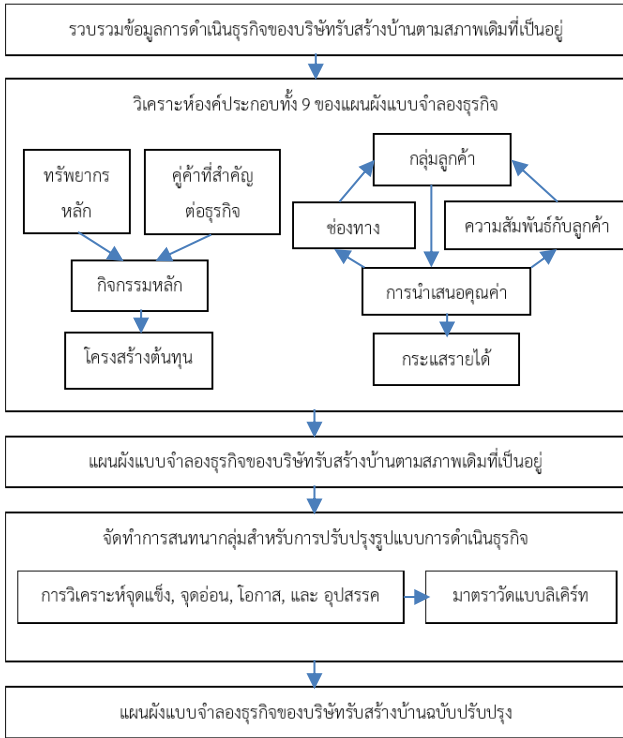 รวบรวมข้อมูลการดำเนินธุรกิจของบริษัทรับสร้างบ้านตามสภาพเดิมที่เป็นอยู่
วิเคราะห์องค์ประกอบทั้ง 9 ของแผนผังแบบจำลองธุรกิจ
ทรัพยากร
หลัก
คู่ค้าที่สำคัญ
ต่อธุรกิจ
กิจกรรมหลัก
โครงสร้างต้นทุน
กลุ่มลูกค้า
ช่องทาง
ความสัมพันธ์กับลูกค้า
การนำเสนอคุณค่า
กระแสรายได้
แผนผังแบบจำลองธุรกิจของบริษัทรับสร้างบ้านตามสภาพเดิมที่เป็นอยู่
จัดทำการสนทนากลุ่มสำหรับการปรับปรุงรูปแบบการดำเนินธุรกิจ
การวิเคราะห์จุดแข็ง, จุดอ่อน, โอกาส, และ อุปสรรค
มาตราวัดแบบลิเคิร์ท
แผนผังแบบจำลองธุรกิจของบริษัทรับสร้างบ้านฉบับปรับปรุง